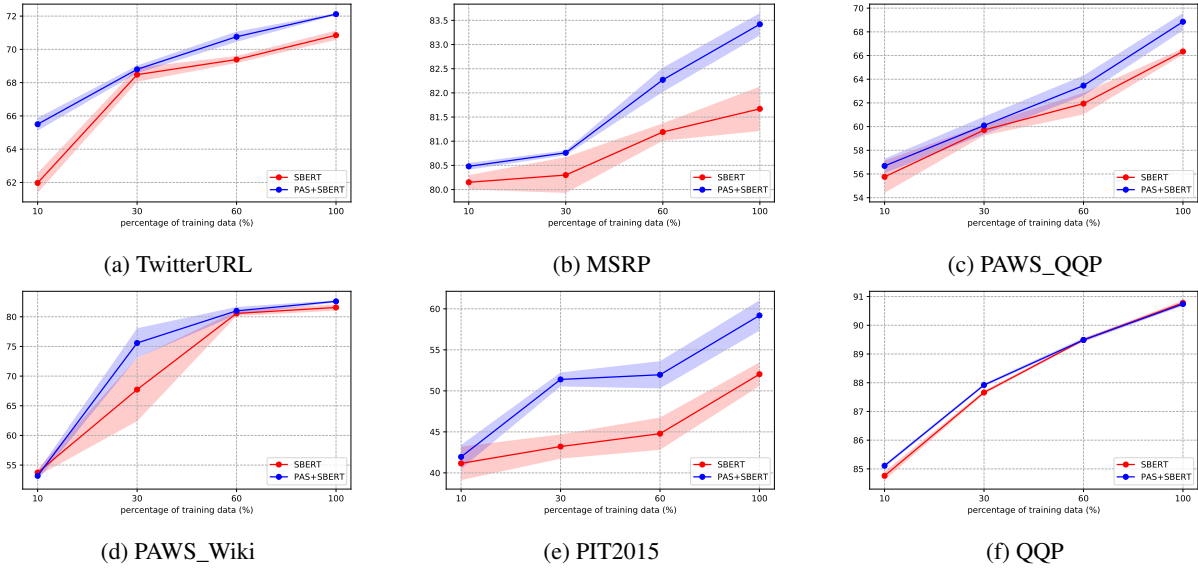 72
70
68
66
64
62
10
30
60
100
percentage of training data (%)
SBERT
PAS+SBERT
(a) TwitterURL
83.5
83.0
82.5
82.0
81.5
81.0
80.5
80.0
10
30
60
100
percentage of training data (%)
SBERT
PAS+SBERT
(b) MSRP
70
68
66
64
62
60
58
56
54
10
30
60
100
percentage of training data (%)
SBERT
PAS+SBERT
(c) PAWS_QQP
80
75
70
65
60
55
10
30
60
100
percentage of training data (%)
SBERT
PAS+SBERT
(d) PAWS_Wiki
60
55
50
45
40
10
30
60
100
percentage of training data (%)
SBERT
PAS+SBERT
(e) PIT2015
91
90
89
88
87
86
85
10
30
60
100
percentage of training data (%)
SBERT
PAS+SBERT
(f) QQP